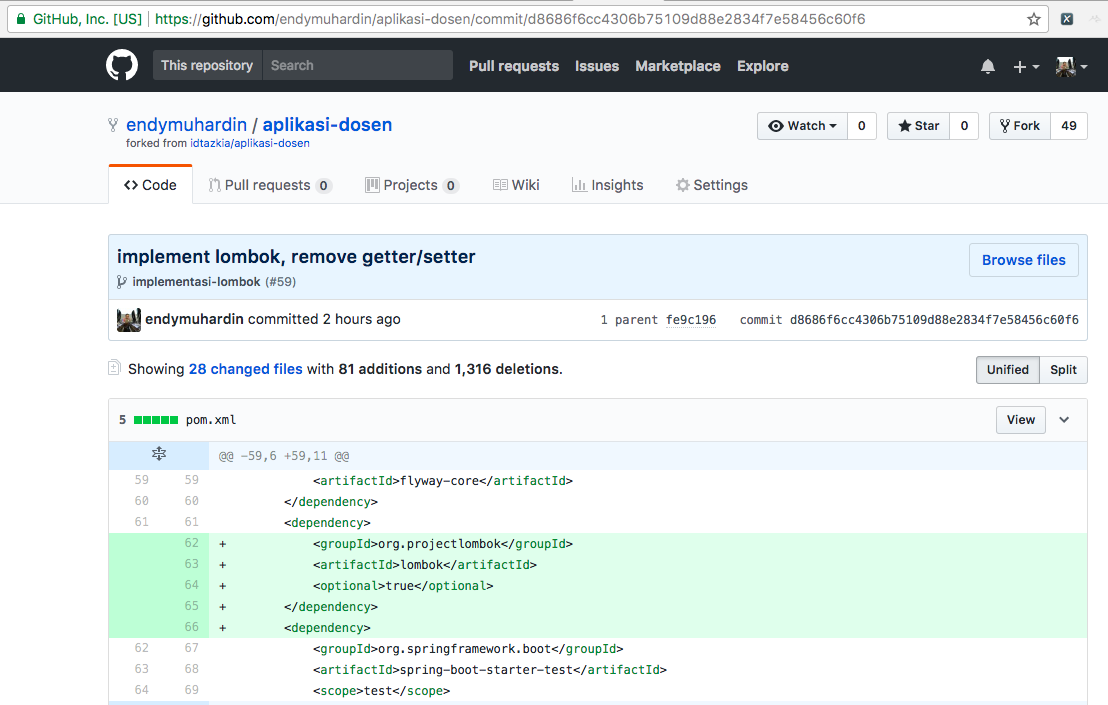 GitHub, Inc. [US] https://github.com/endymuhardin/aplikasi-dosen/commit/d8686f6cc4306b75109d88e2834f7e58456c60f6
This repository Search Pull requests Issues Marketplace Explore
endymuhardin / aplikasi-dosen Watch 0 Star 0 Fork 49
forked from idtazkia/aplikasi-dosen
Code Pull requests 0 Projects 0 Wiki Insights Settings
implement lombok, remove getter/setter Browse files
implementasi-lombok (#59)
endymuhardin committed 2 hours ago 1 parent fe9c196 commit d8686f6cc4306b75109d88e2834f7e58456c60f6
Showing 28 changed files with 81 additions and 1,316 deletions. Unified Split
5 pom.xml View
@@ -59,6 +59,11 @@
59 59 <artifactId>flyway-core</artifactId>
60 60 </dependency>
61 61 <dependency>
62 + <groupId>org.projectlombok</groupId>
63 + <artifactId>lombok</artifactId>
64 + <optional>true</optional>
65 + </dependency>
66 + <dependency>
62 67 <groupId>org.springframework.boot</groupId>
63 68 <artifactId>spring-boot-starter-test</artifactId>
64 69 <scope>test</scope>